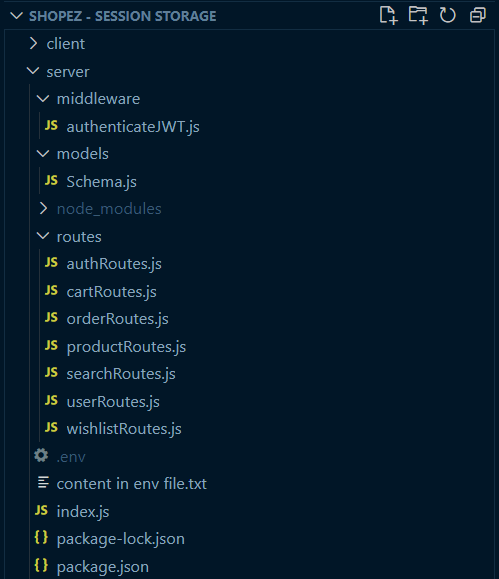 SHOPEZ - SESSION STORAGE
client
server
middleware
JS authenticateJWT.js
models
JS Schema.js
node_modules
routes
JS authRoutes.js
JS cartRoutes.js
JS orderRoutes.js
JS productRoutes.js
JS searchRoutes.js
JS userRoutes.js
JS wishlistRoutes.js
.env
content in env file.txt
JS index.js
{} package-lock.json
{} package.json